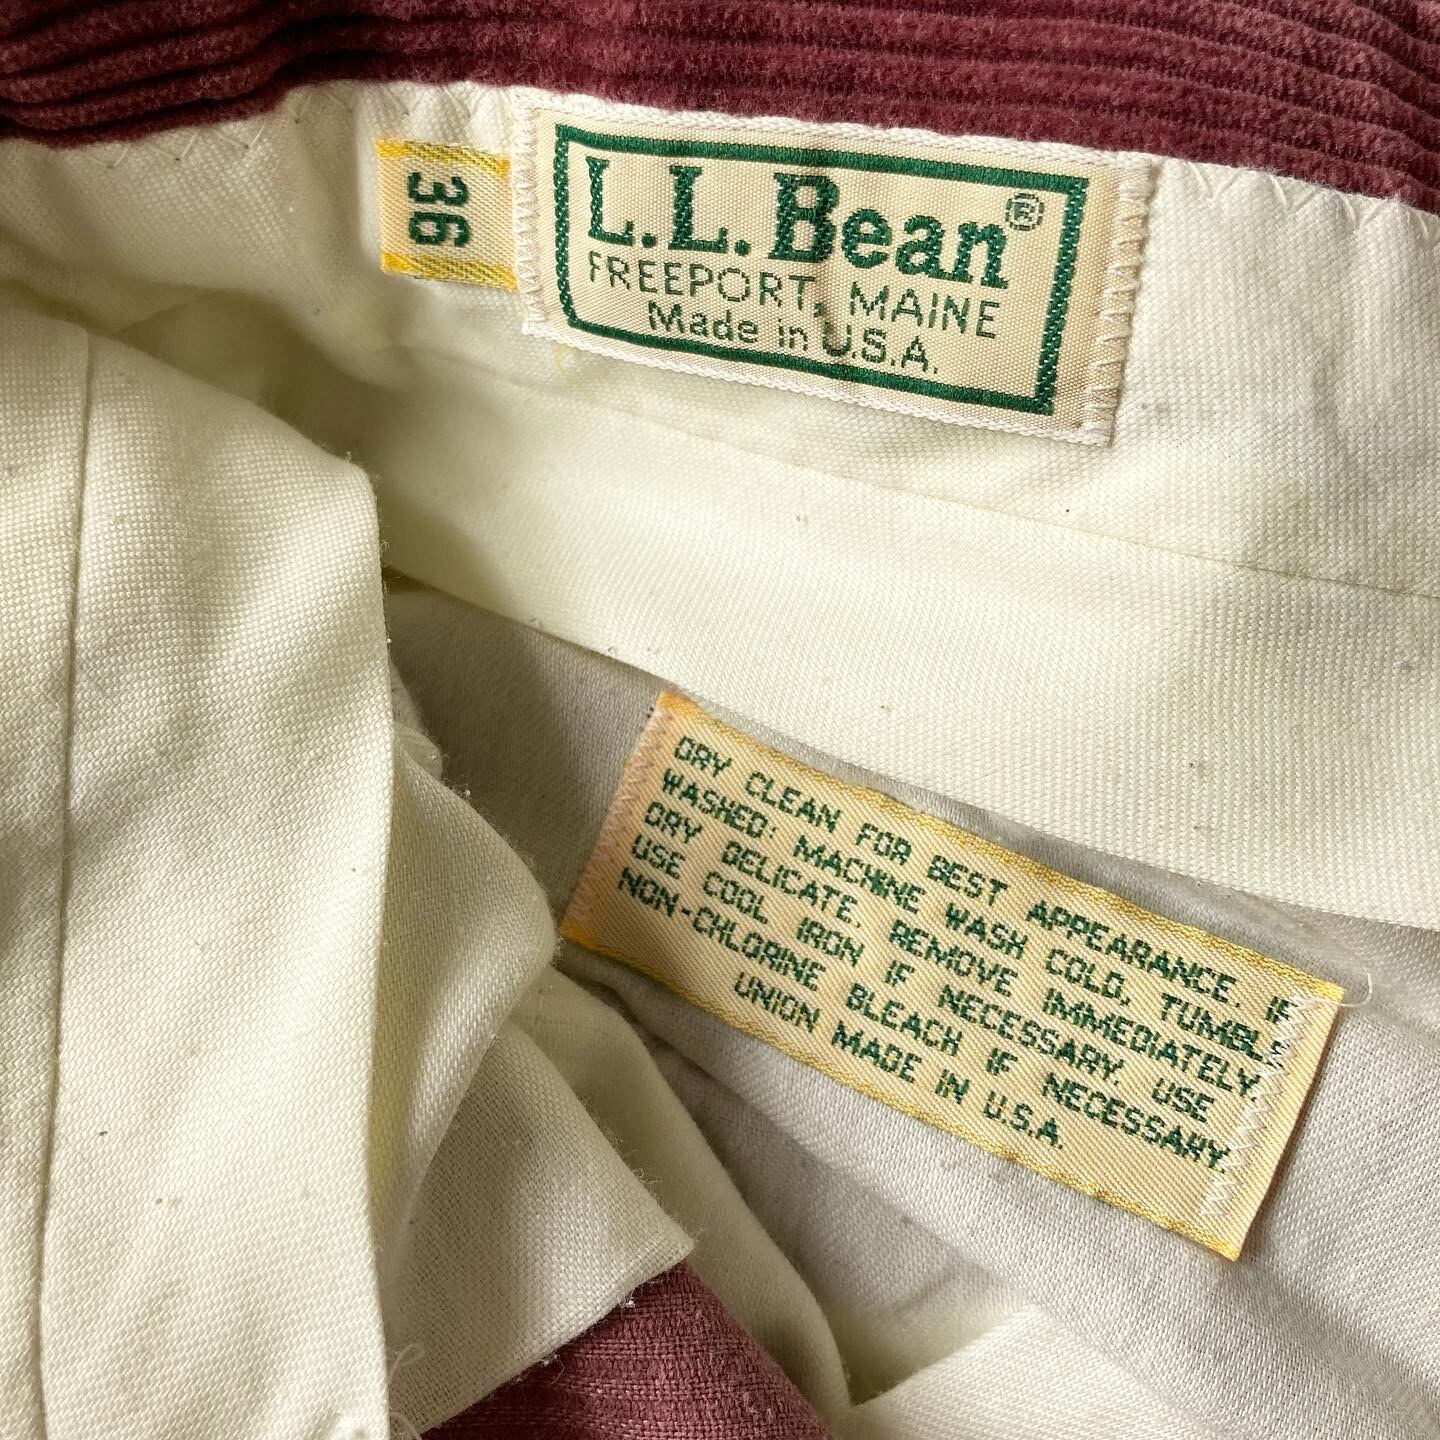 36
L.L.Bean®
FREEPORT, MAINE
Made in U.S.A.
DRY CLEAN FOR BEST APPEARANCE. IF
WASHED: MACHINE WASH COLD, TUMBLE
DRY DELICATE. REMOVE IMMEDIATELY.
USE COOL IRON IF NECESSARY. USE
NON-CHLORINE BLEACH IF NECESSARY.
UNION MADE IN U.S.A.